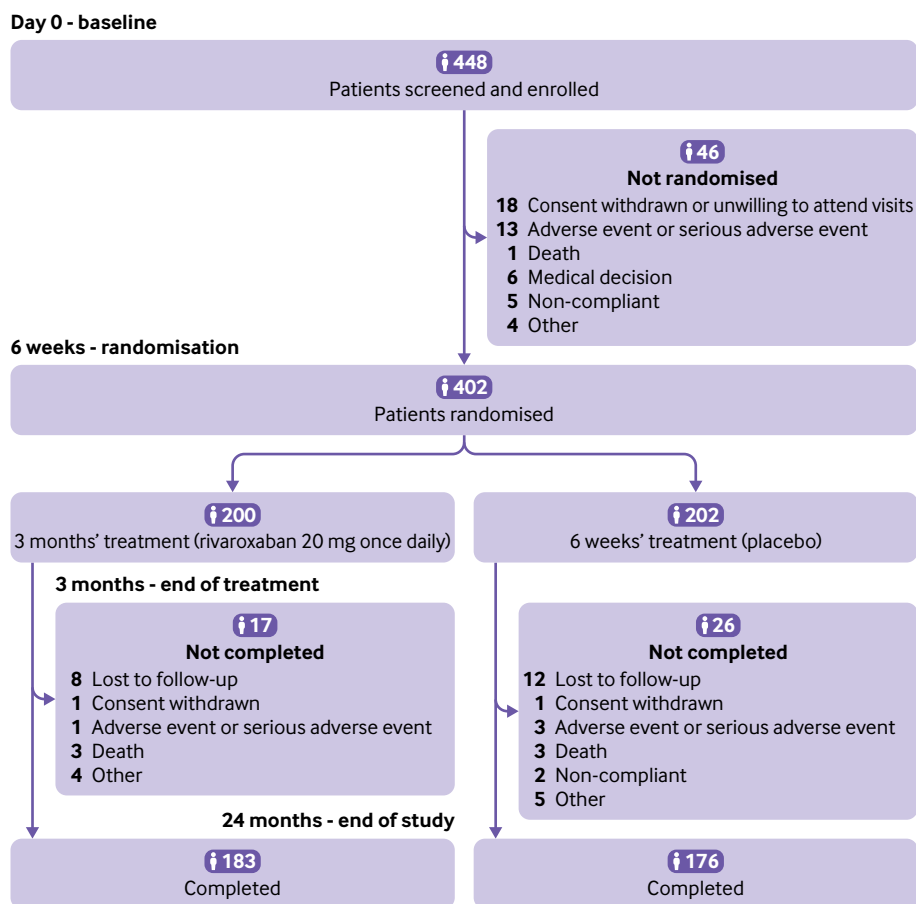 Day 0 - baseline
448
Patients screened and enrolled
46
Not randomised
18 Consent withdrawn or unwilling to attend visits
13 Adverse event or serious adverse event
1 Death
6 Medical decision
5 Non-compliant
4 Other
6 weeks - randomisation
402
Patients randomised
200
3 months' treatment (rivaroxaban 20 mg once daily)
202
6 weeks' treatment (placebo)
3 months - end of treatment
17
Not completed
8 Lost to follow-up
1 Consent withdrawn
1 Adverse event or serious adverse event
3 Death
4 Other
26
Not completed
12 Lost to follow-up
1 Consent withdrawn
3 Adverse event or serious adverse event
3 Death
2 Non-compliant
5 Other
24 months - end of study
183
Completed
176
Completed